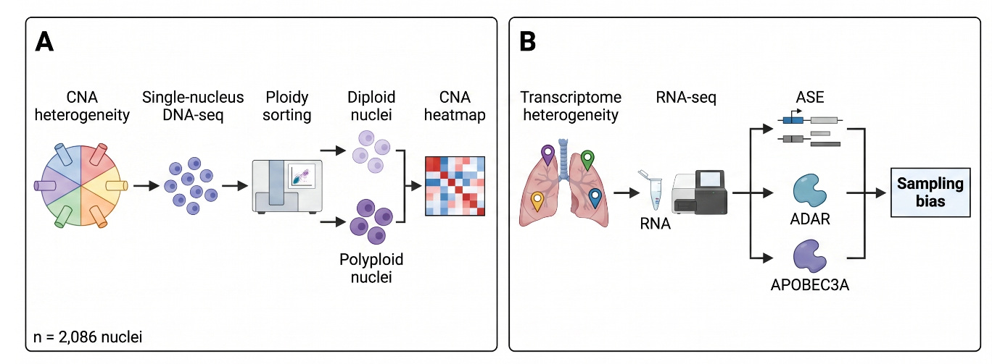 A
CNA
heterogeneity
Single-nucleus
DNA-seq
Ploidy
sorting
Diploid
nuclei
CNA
heatmap
Polyploid
nuclei
n = 2,086 nuclei
B
Transcriptome
heterogeneity
RNA-seq
RNA
ASE
ADAR
APOBEC3A
Sampling
bias